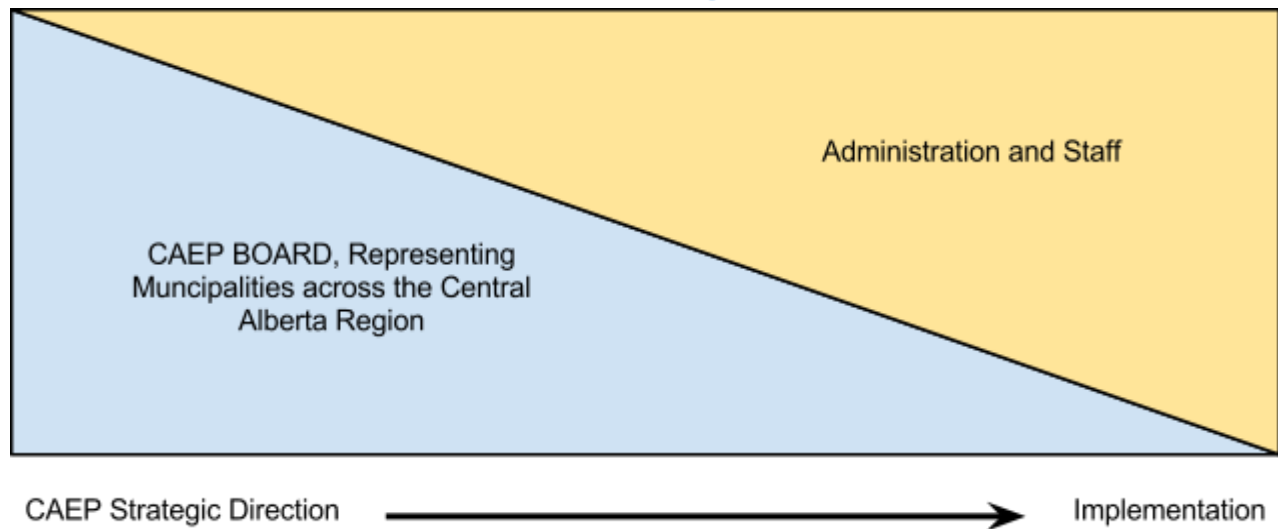 Administration and Staff
CAEP BOARD, Representing
Muncipalities across the Central
Alberta Region
CAEP Strategic Direction
Implementation